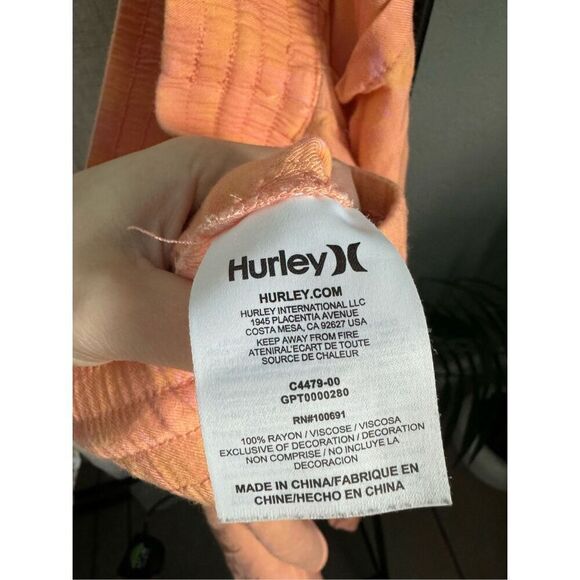 Hurley
HURLEY.COM
HURLEY INTERNATIONAL LLC
1945 PLACENTIA AVENUE
COSTA MESA, CA 92627 USA
KEEP AWAY FROM FIRE
ATENIRAL'ECART DE TOUTE
SOURCE DE CHALEUR
C4479-00
GPT0000280
RN#100691
100% RAYON / VISCOSE / VISCOSA
EXCLUSIVE OF DECORATION / DECORATION
NON COMPRISE / NO INCLUYE LA
DECORACION
MADE IN CHINA/FABRIQUE EN
CHINE/HECHO EN CHINA